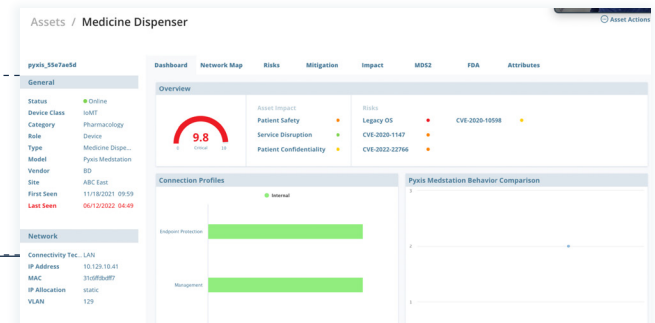 Assets / Medicine Dispenser
Asset Actions
pyxis_55e7ae5d
Dashboard Network Map Risks Mitigation Impact MDS2 FDA Attributes
General
Status Online
Device Class IoMT
Category Pharmacology
Role Device
Type Medicine Dispe...
Model Pyxis Medstation
Vendor BD
Site ABC East
First Seen 11/18/2021 09:59
Last Seen 06/12/2022 04:49
Network
Connectivity Tec... LAN
IP Address 10.129.10.41
MAC
IP Allocation static
VLAN 129
Overview
9.8
0 Critical 10
Asset Impact
Patient Safety
Service Disruption
Patient Confidentiality
Risks
Legacy OS
CVE-2020-1147
CVE-2022-22766
CVE-2020-10598
Connection Profiles
Internal
Endpoint Protection
Management
Pyxis Medstation Behavior Comparison
3
2
1